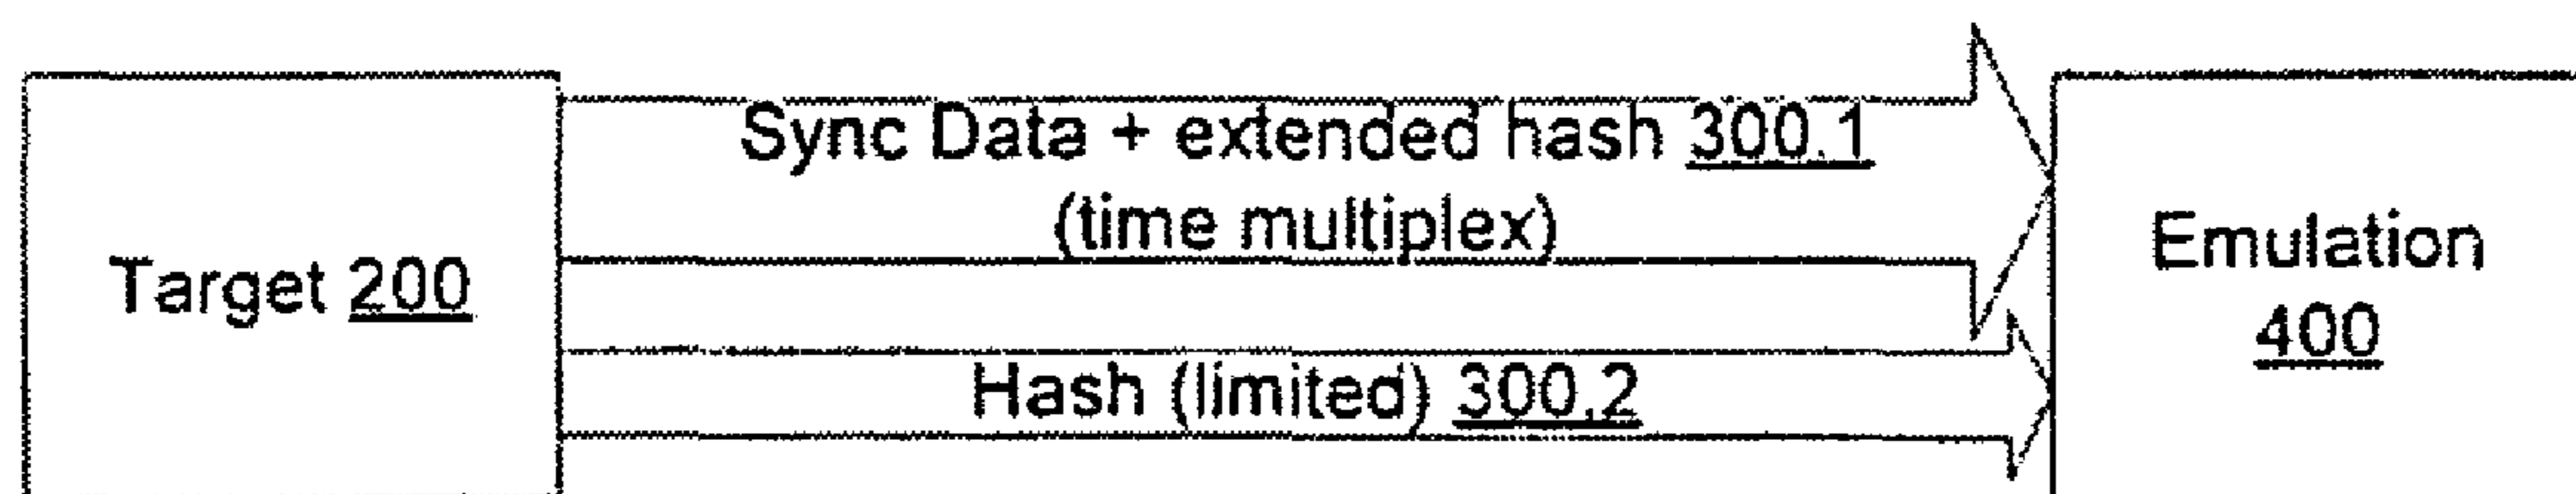 Target 200
Sync Data + extended hash 300.1
(time multiplex)
Hash (limited) 300.2
Emulation
400